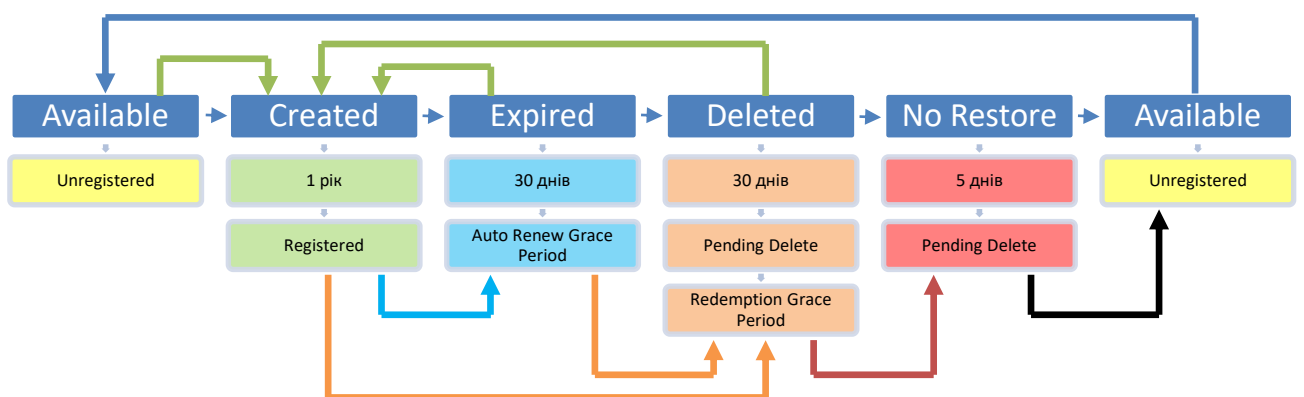 Available
Created
Expired
Deleted
No Restore
Available
Unregistered
1 рік
30 днів
30 днів
5 днів
Unregistered
Registered
Auto Renew Grace
Period
Pending Delete
Pending Delete
Redemption Grace
Period